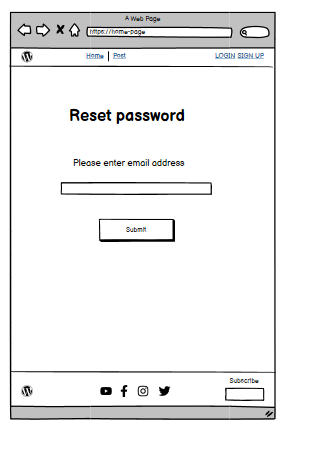 A Web Page
https://home-page
Home | Post
LOGIN SIGN UP
Reset password
Please enter email address
Submit
Subscribe